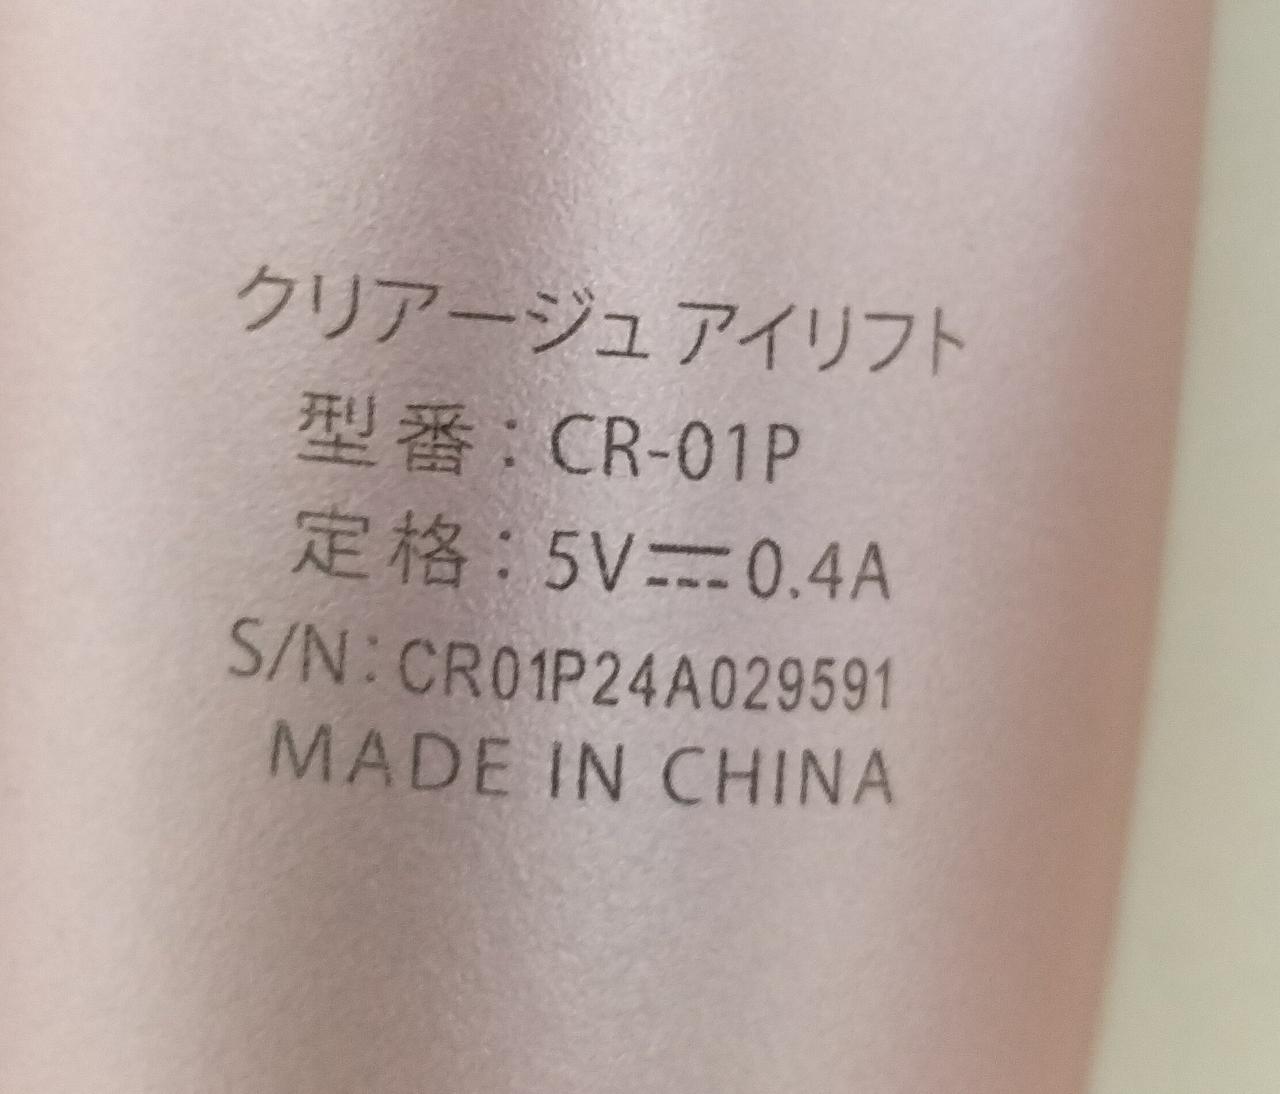 クリアージュ アイリフト
型番：CR-01P
定格：5V⎓0.4A
S/N：CR01P24A029591
MADE IN CHINA